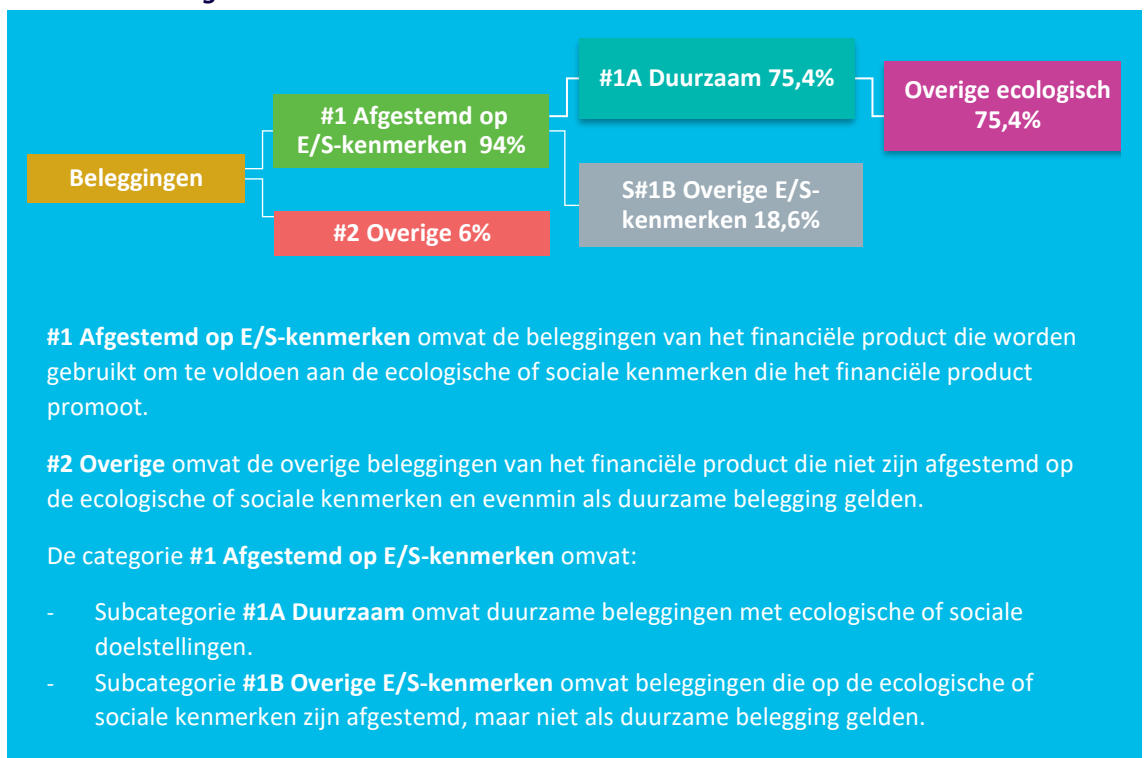 #1A Duurzaam 75,4%
Overige ecologisch
75,4%
#1 Afgestemd op
E/S-kenmerken 94%
Beleggingen
S#1B Overige E/S-
kenmerken 18,6%
#2 Overige 6%
#1 Afgestemd op E/S-kenmerken omvat de beleggingen van het financiële product die worden
gebruikt om te voldoen aan de ecologische of sociale kenmerken die het financiële product
promoot.
#2 Overige omvat de overige beleggingen van het financiële product die niet zijn afgestemd op
de ecologische of sociale kenmerken en evenmin als duurzame belegging gelden.
De categorie #1 Afgestemd op E/S-kenmerken omvat:
- Subcategorie #1A Duurzaam omvat duurzame beleggingen met ecologische of sociale
doelstellingen.
- Subcategorie #1B Overige E/S-kenmerken omvat beleggingen die op de ecologische of
sociale kenmerken zijn afgestemd, maar niet als duurzame belegging gelden.